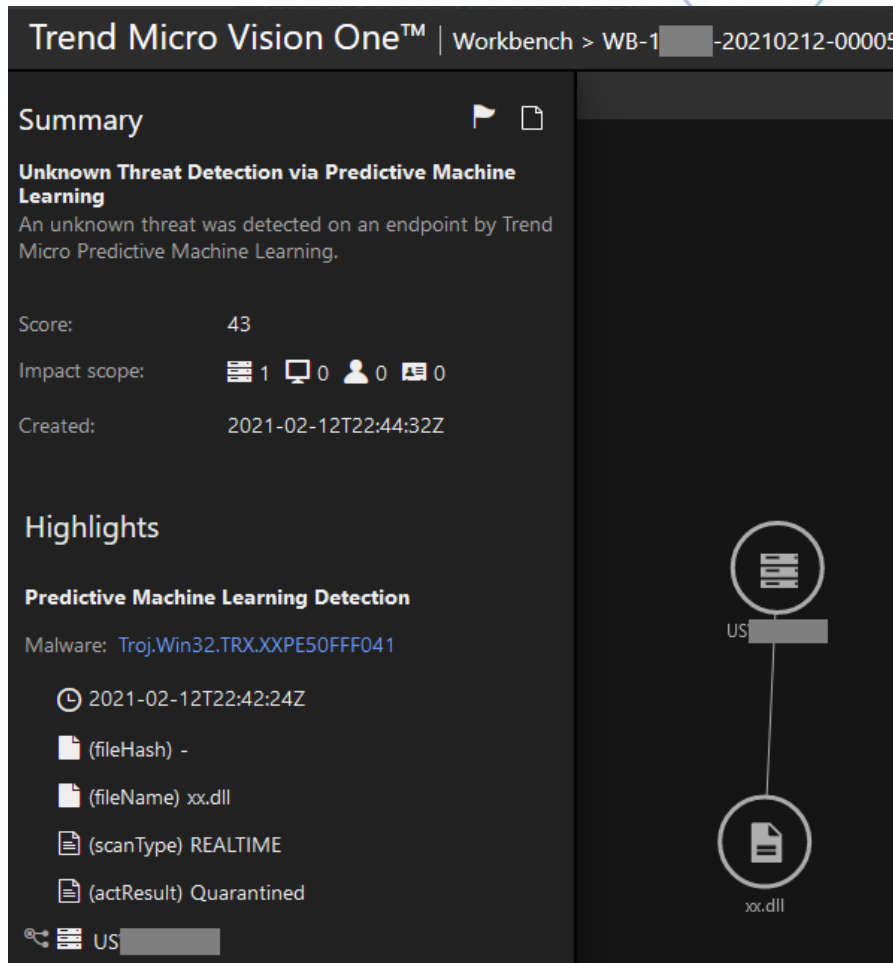 Trend Micro Vision One™ | Workbench > WB-1 -20210212-00005
Summary
Unknown Threat Detection via Predictive Machine
Learning
An unknown threat was detected on an endpoint by Trend
Micro Predictive Machine Learning.
Score: 43
Impact scope: 1 0 0 0
Created: 2021-02-12T22:44:32Z
Highlights
Predictive Machine Learning Detection
Malware: Troj.Win32.TRX.XXPE50FFF041
2021-02-12T22:42:24Z
(fileHash) -
(fileName) xx.dll
(scanType) REALTIME
(actResult) Quarantined
US
US
xx.dll